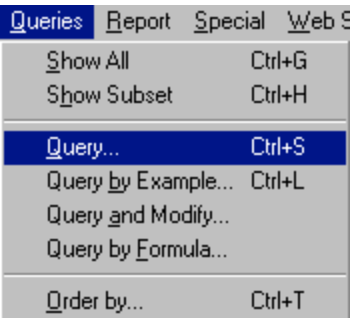 Queries Report Special Web S
Show All Ctrl+G
Show Subset Ctrl+H
Query... Ctrl+S
Query by Example... Ctrl+L
Query and Modify...
Query by Formula...
Order by... Ctrl+T